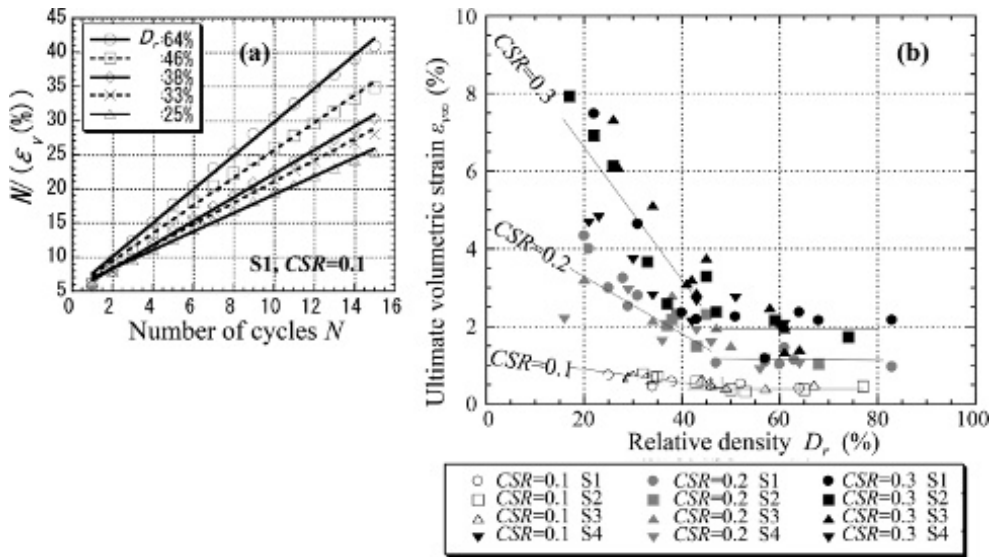 45
40
35
30
25
20
15
10
5
N/ (ε v (%))
D r :64%
:46%
:38%
:33%
:25%
(a)
S1, CSR=0.1
0 2 4 6 8 10 12 14 16
Number of cycles N
10
8
6
4
2
0
Ultimate volumetric strain ε v∞ (%)
(b)
CSR=0.3
CSR=0.2
CSR=0.1
0 20 40 60 80 100
Relative density D r (%)
CSR=0.1 S1 CSR=0.2 S1 CSR=0.3 S1
CSR=0.1 S2 CSR=0.2 S2 CSR=0.3 S2
CSR=0.1 S3 CSR=0.2 S3 CSR=0.3 S3
CSR=0.1 S4 CSR=0.2 S4 CSR=0.3 S4